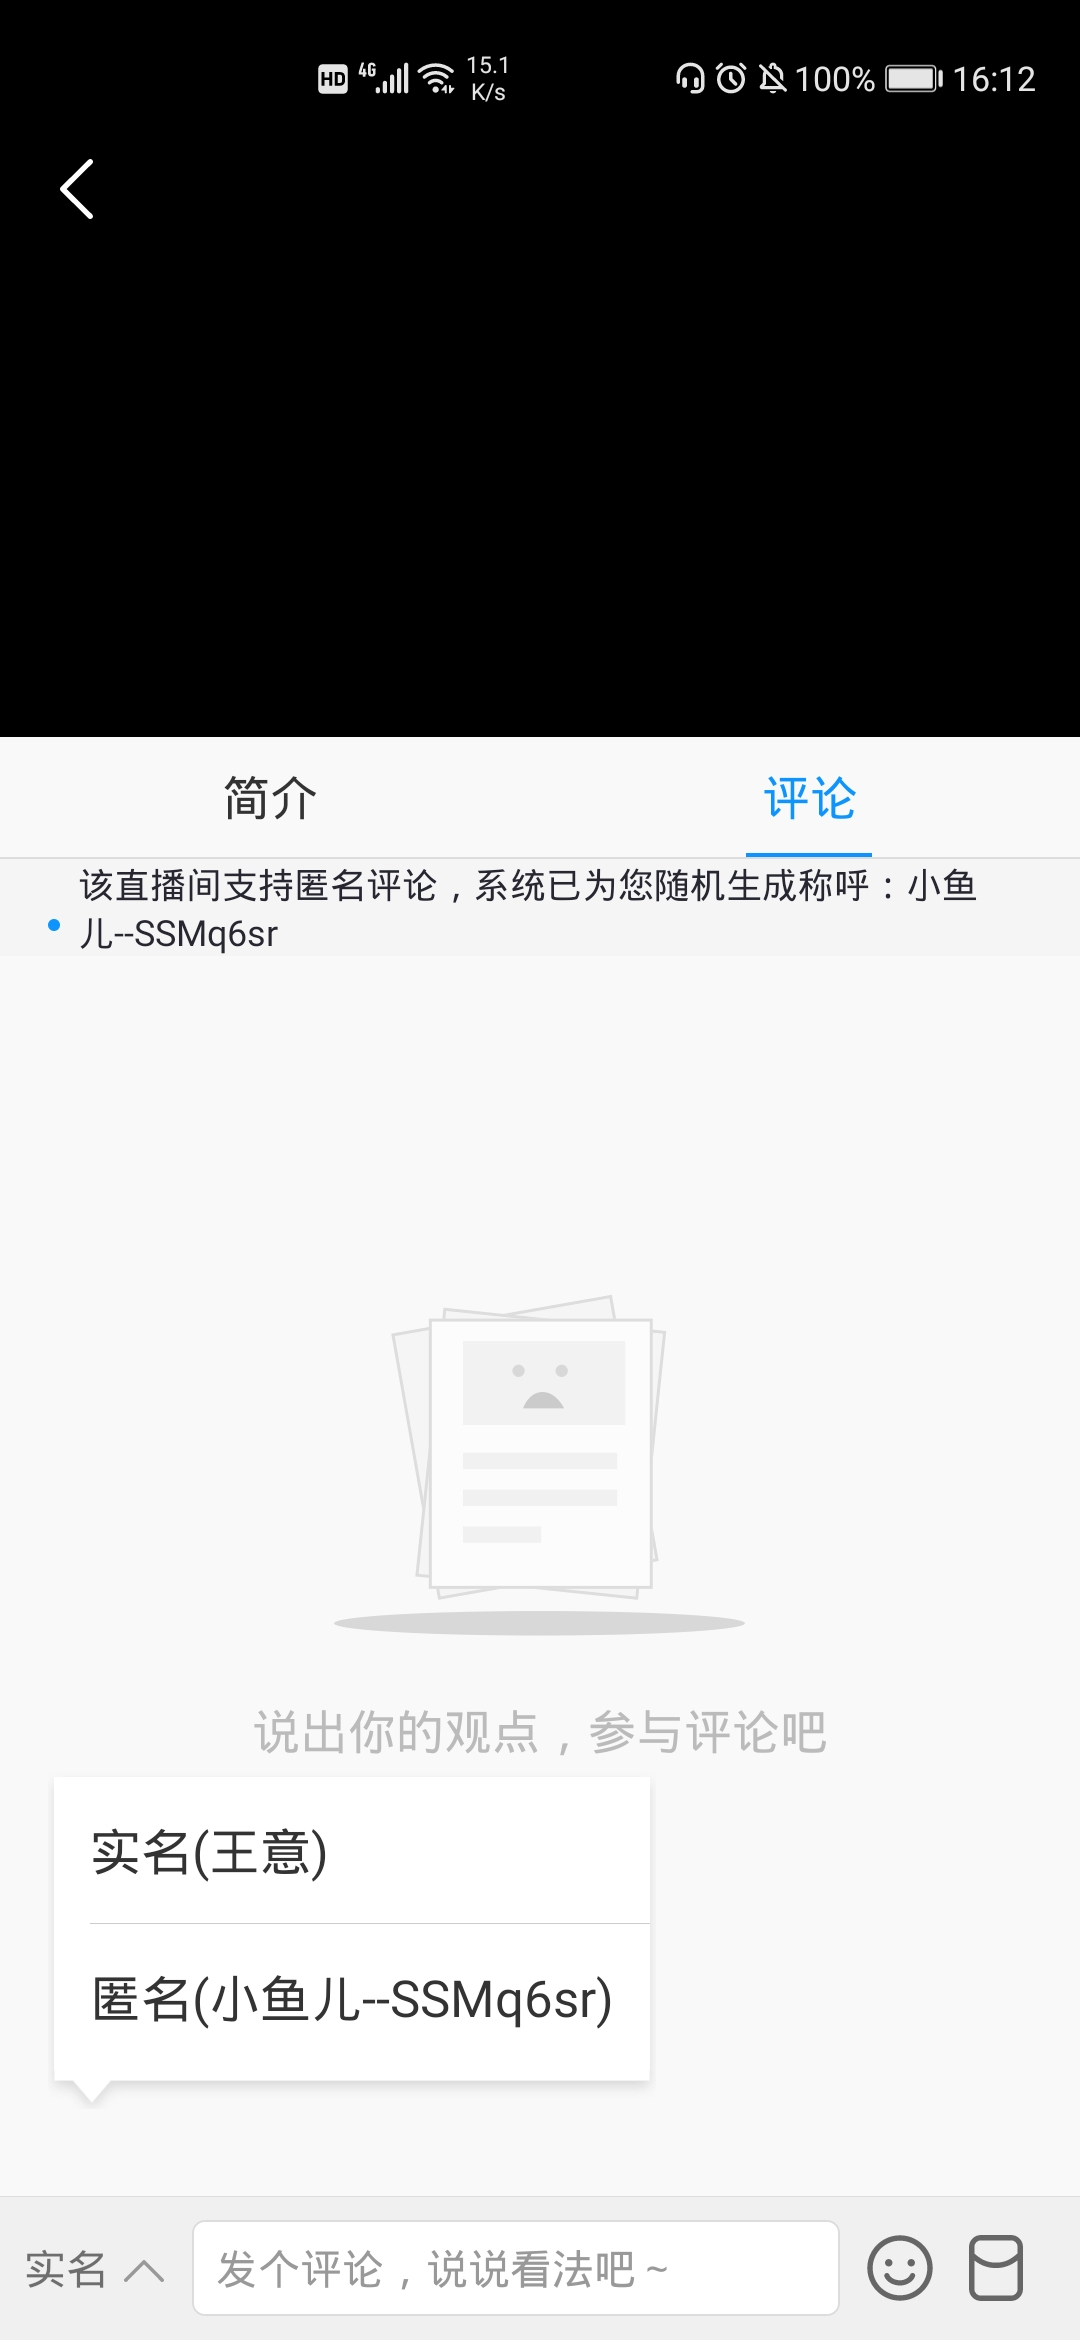 HD 4G 15.1 K/s 100% 16:12
简介 评论
该直播间支持匿名评论，系统已为您随机生成称呼：小鱼
儿--SSMq6sr
说出你的观点，参与评论吧
实名(王意)
匿名(小鱼儿--SSMq6sr)
实名 发个评论，说说看法吧~